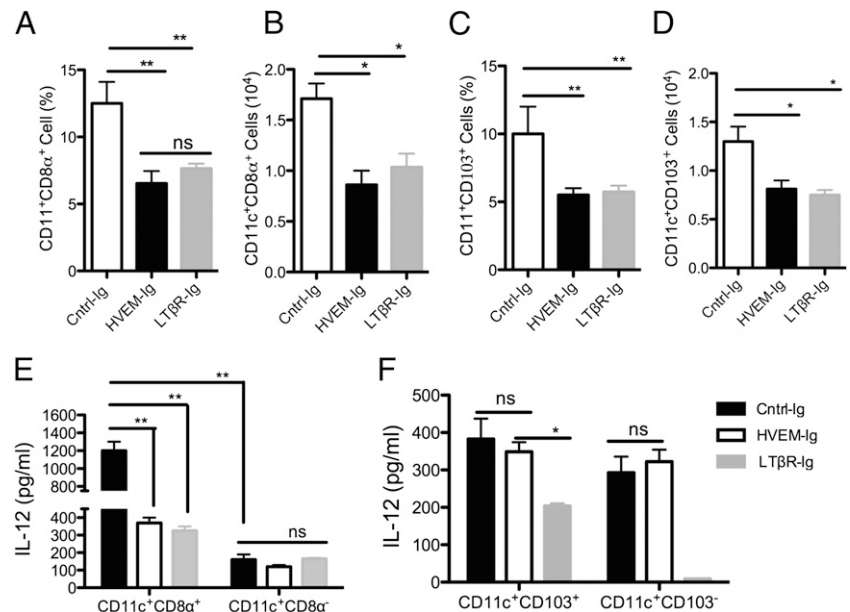 A
CD11+CD8α+ Cell (%)
15
10
5
0
**
**
ns
Cntrl-Ig
HVEM-Ig
LTβR-Ig
B
CD11c+CD8α+ Cells (10⁴)
2.0
1.5
1.0
0.5
0.0
*
*
Cntrl-Ig
HVEM-Ig
LTβR-Ig
C
CD11+CD103+ Cells (%)
15
10
5
0
**
**
Cntrl-Ig
HVEM-Ig
LTβR-Ig
D
CD11c+CD103+ Cells (10⁴)
2.0
1.5
1.0
0.5
0.0
*
*
Cntrl-Ig
HVEM-Ig
LTβR-Ig
E
IL-12 (pg/ml)
1600
1400
1200
1000
800
400
300
200
100
0
**
**
**
ns
CD11c+CD8α+
CD11c+CD8α-
F
IL-12 (pg/ml)
500
400
300
200
100
0
ns
*
ns
CD11c+CD103+
CD11c+CD103-
Cntrl-Ig
HVEM-Ig
LTβR-Ig